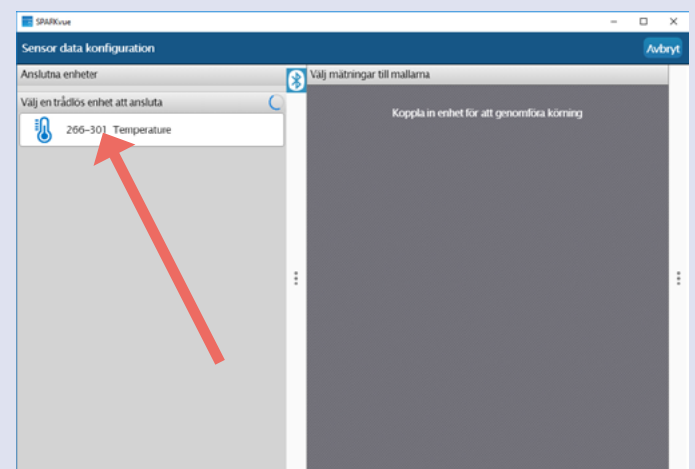 SPARKvue
Sensor data konfiguration
Avbryt
Anslutna enheter
Välj mätningar till mallarna
Välj en trådlös enhet att ansluta
Koppla in enhet för att genomföra körning
266-301 Temperature